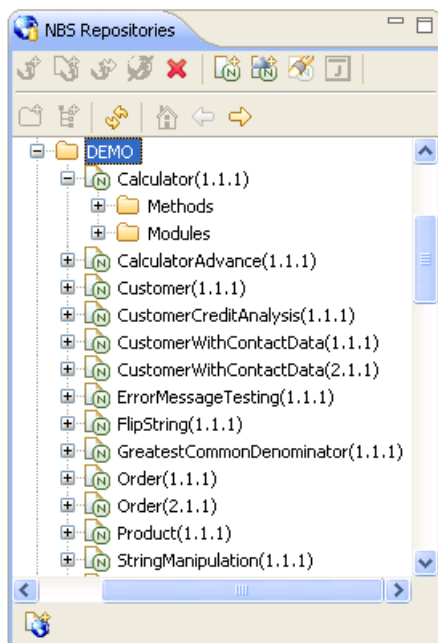 NBS Repositories
DEMO
Calculator(1.1.1)
Methods
Modules
CalculatorAdvance(1.1.1)
Customer(1.1.1)
CustomerCreditAnalysis(1.1.1)
CustomerWithContactData(1.1.1)
CustomerWithContactData(2.1.1)
ErrorMessageTesting(1.1.1)
FlipString(1.1.1)
GreatestCommonDenominator(1.1.1)
Order(1.1.1)
Order(2.1.1)
Product(1.1.1)
StringManipulation(1.1.1)